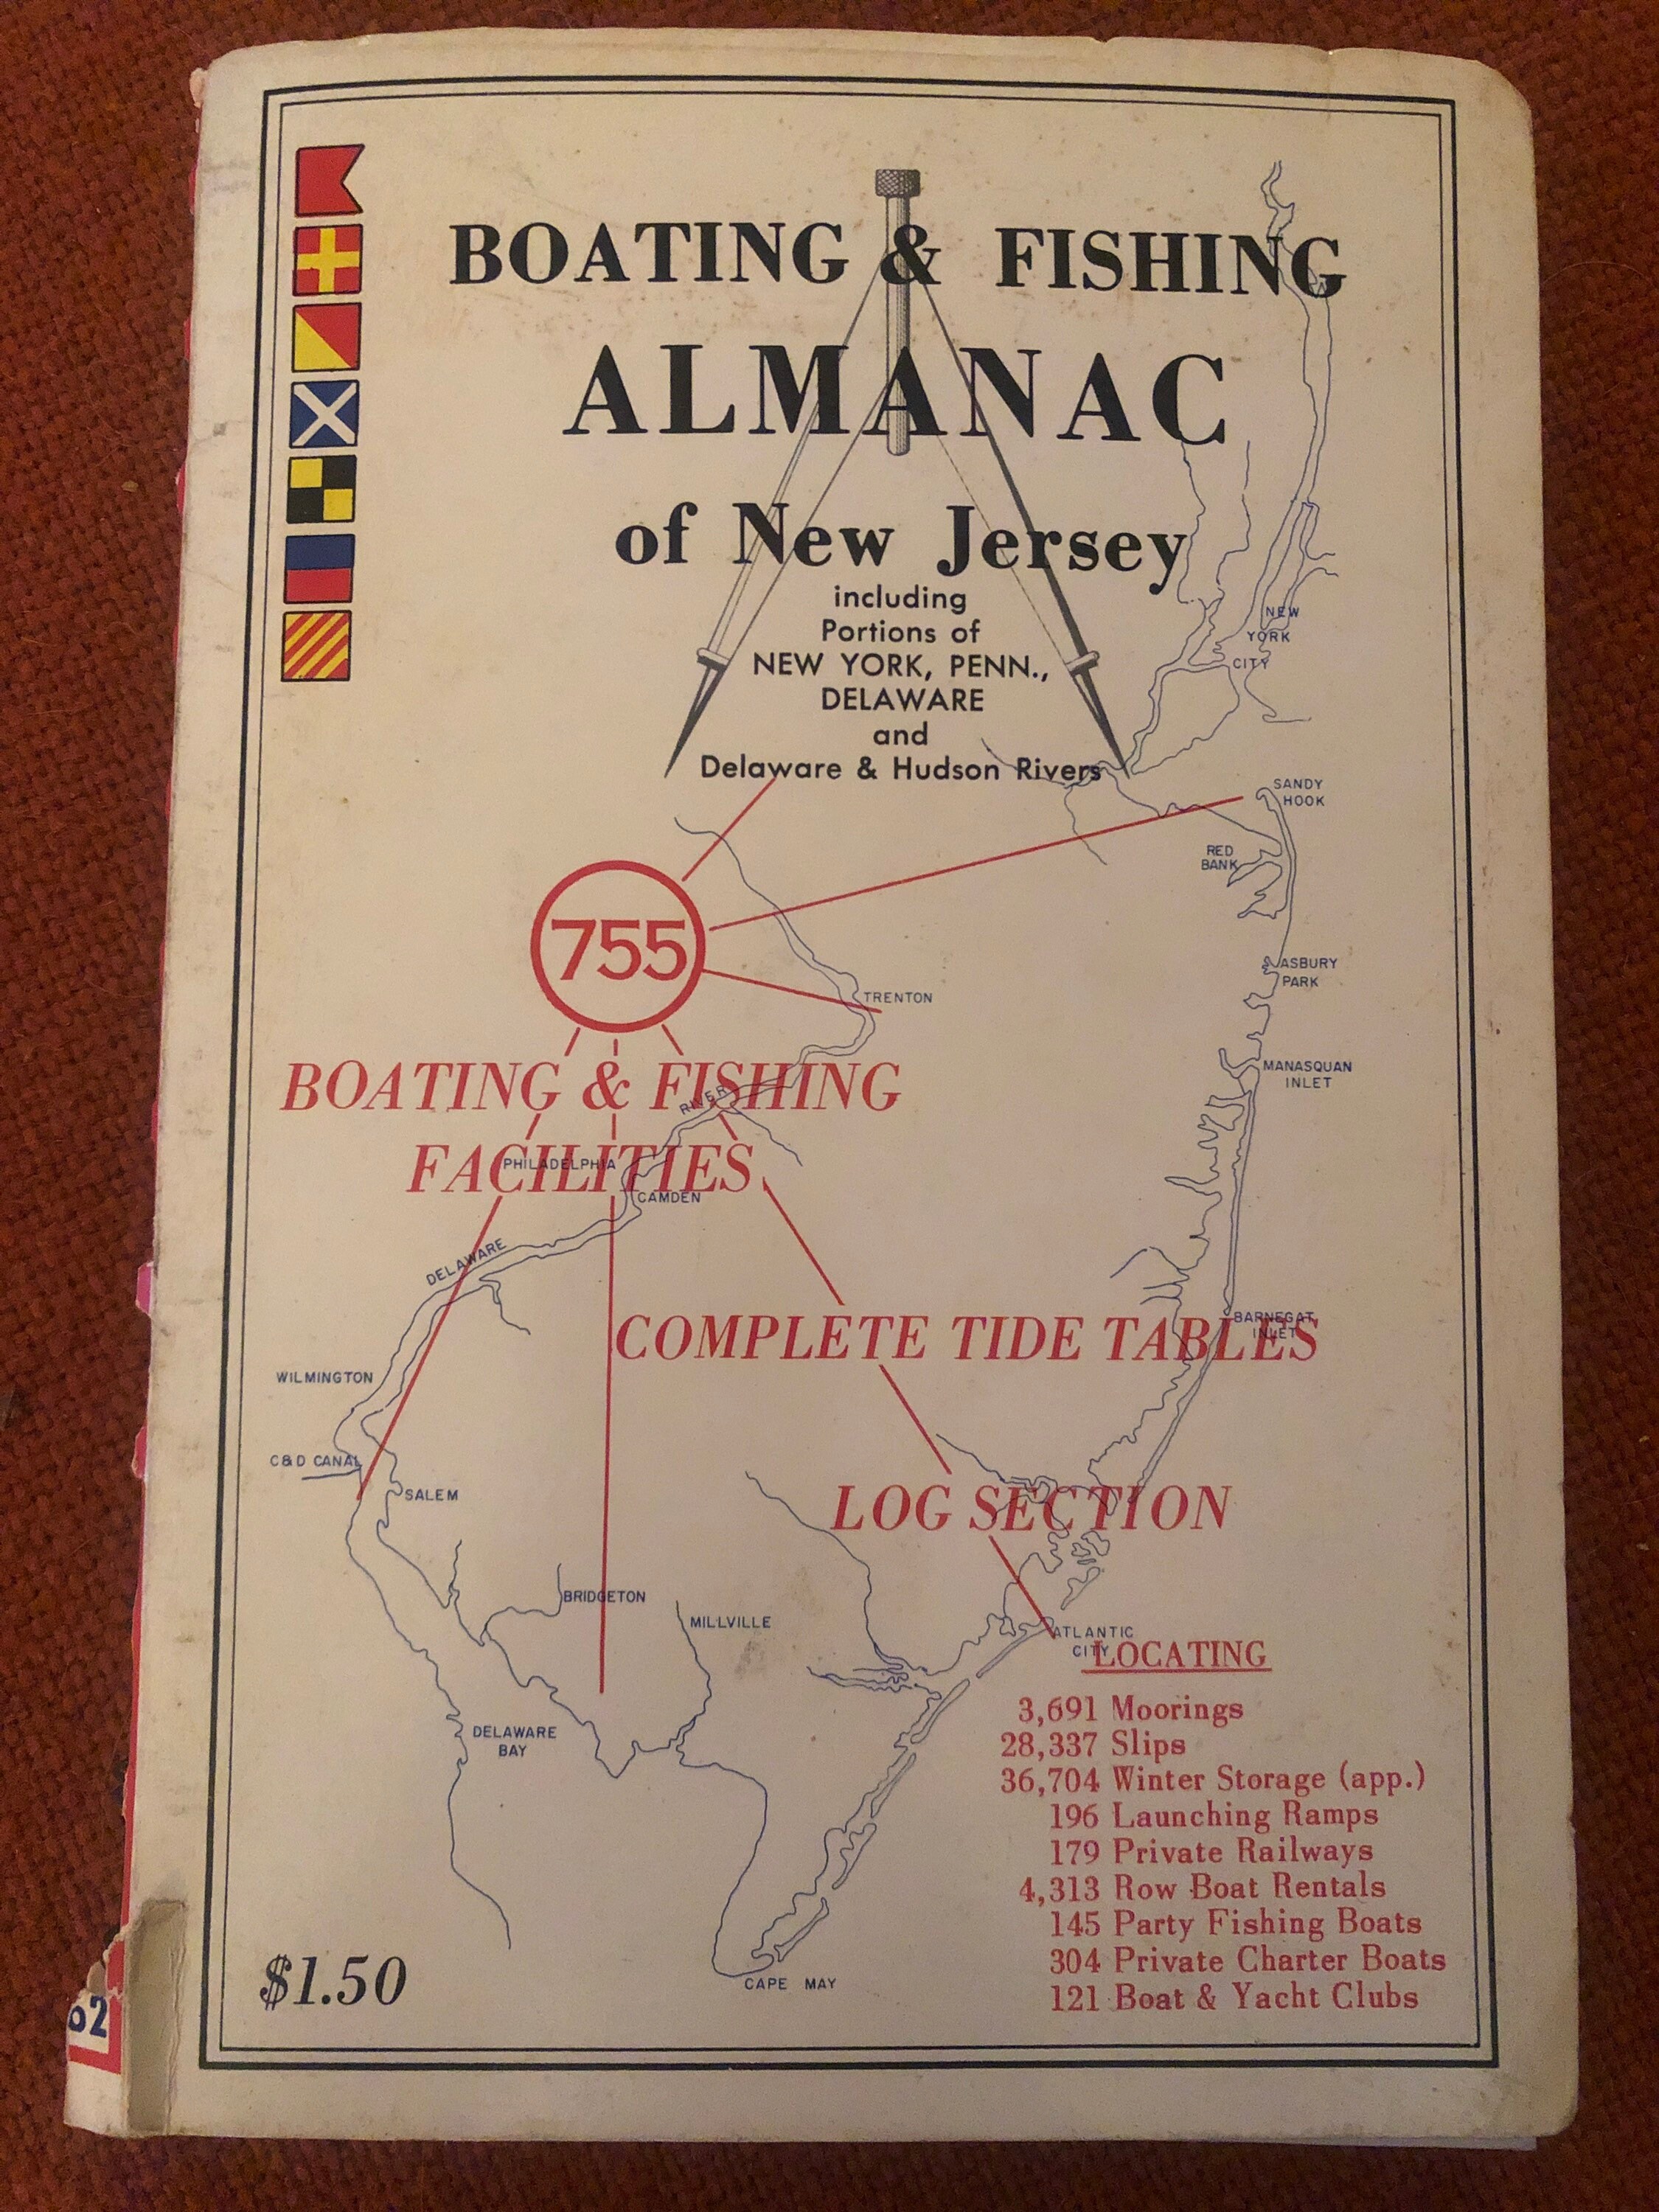 BOATING & FISHING
ALMANAC
of New Jersey
including
Portions of
NEW YORK, PENN.,
DELAWARE
and
Delaware & Hudson Rivers
NEW
YORK
CITY
SANDY
HOOK
RED
BANK
755
ASBURY
PARK
TRENTON
MANASQUAN
INLET
BOATING & FISHING
RIVER
FACILITIES
PHILADELPHIA
CAMDEN
DELAWARE
BARNEGAT
INLET
COMPLETE TIDE TABLES
WILMINGTON
C&D CANAL
SALEM
LOG SECTION
BRIDGETON
MILLVILLE
ATLANTIC
CITY
LOCATING
3,691 Moorings
28,337 Slips
36,704 Winter Storage (app.)
196 Launching Ramps
179 Private Railways
4,313 Row Boat Rentals
145 Party Fishing Boats
304 Private Charter Boats
121 Boat & Yacht Clubs
DELAWARE
BAY
CAPE MAY
$1.50